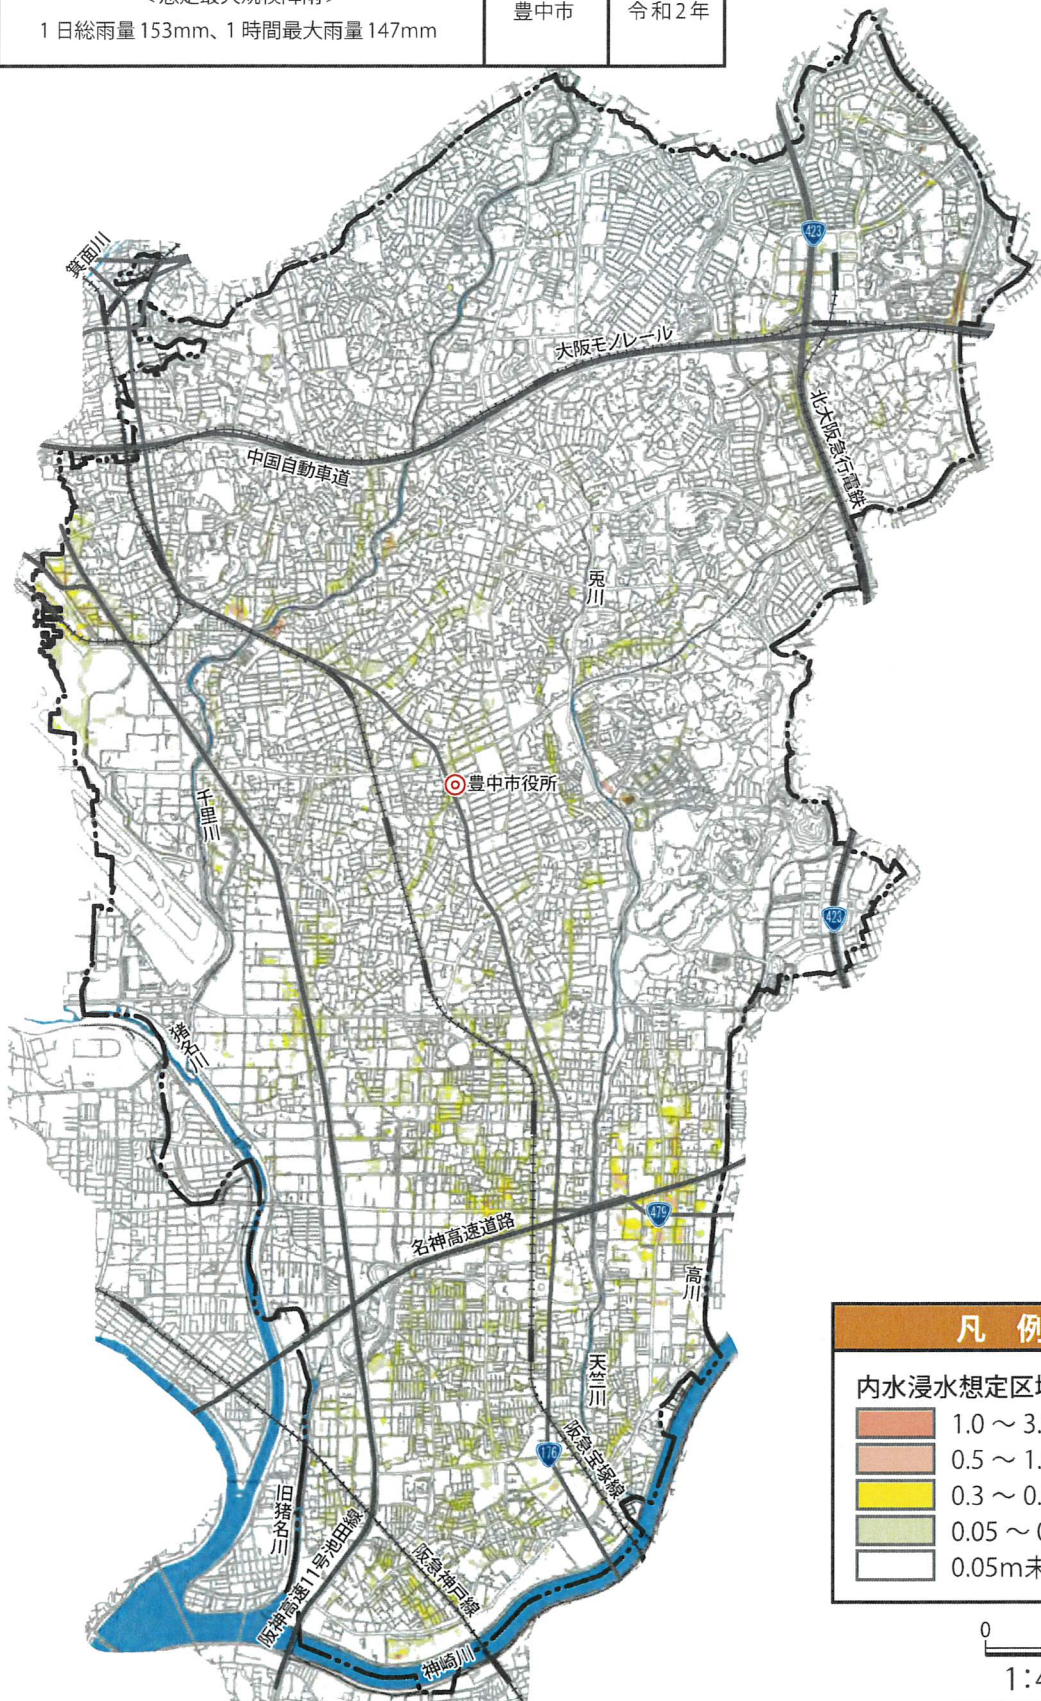 1日総雨量153mm、1時間最大雨量147mm
豊中市
令和2年
423
箕面川
大阪モノレール
北大阪急行電鉄
中国自動車道
兎川
豊中市役所
千里川
423
猪名川
479
名神高速道路
高川
天竺川
176
阪急宝塚線
旧猪名川
阪神高速11号池田線
阪急神戸線
神崎川
凡 例
内水浸水想定区域
1.0 ～ 3.
0.5 ～ 1.
0.3 ～ 0.
0.05 ～ 0
0.05m未
0
1:4